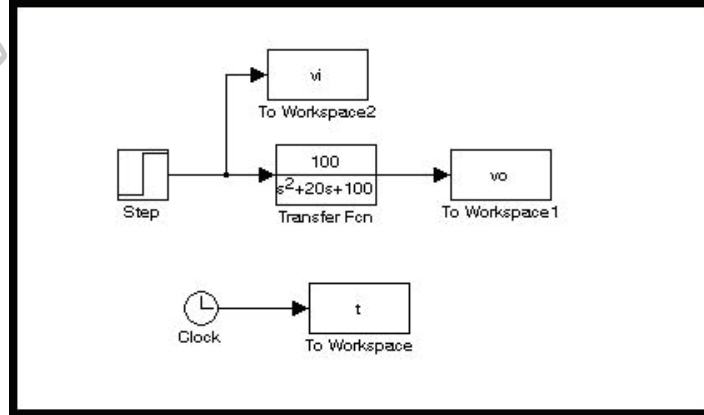 vi
To Workspace2
100
s²+20s+100
Transfer Fcn
Step
vo
To Workspace1
Clock
t
To Workspace